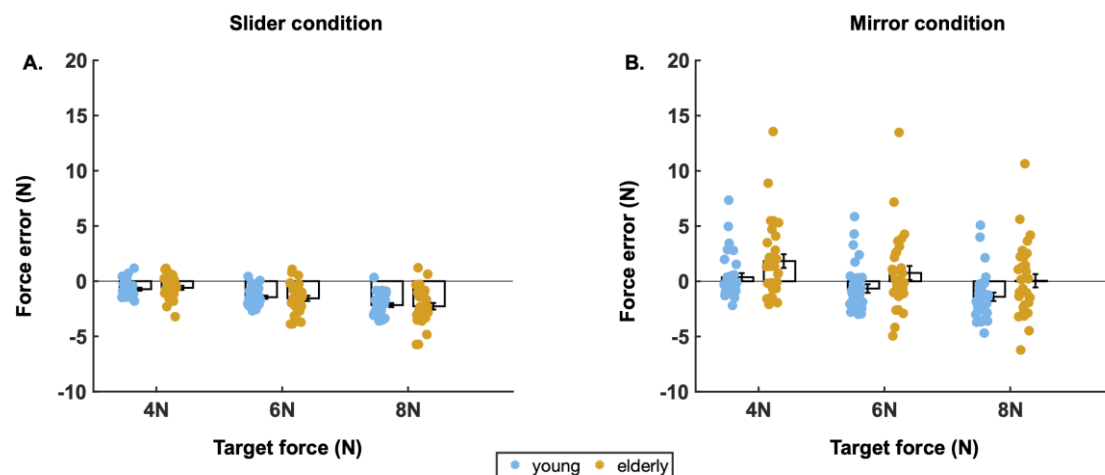 Slider condition
A.
20
15
10
5
0
-5
-10
Force error (N)
4N 6N 8N
Target force (N)
Mirror condition
B.
20
15
10
5
0
-5
-10
Force error (N)
4N 6N 8N
Target force (N)
young elderly